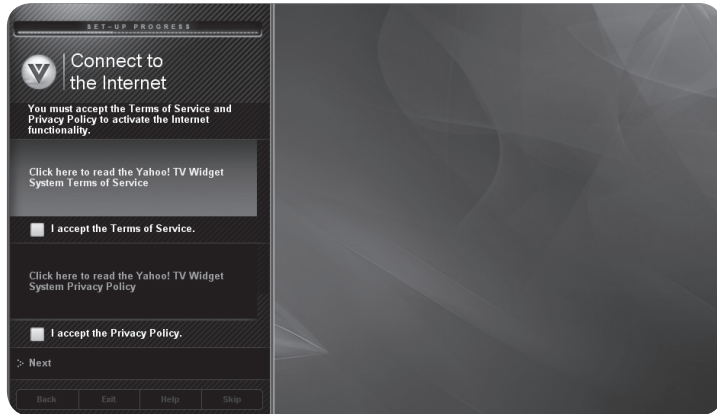 SET-UP PROGRESS
Connect to
the Internet
You must accept the Terms of Service and
Privacy Policy to activate the Internet
functionality.
Click here to read the Yahoo! TV Widget
System Terms of Service
I accept the Terms of Service.
Click here to read the Yahoo! TV Widget
System Privacy Policy
I accept the Privacy Policy.
Next
Back Exit Help Skip